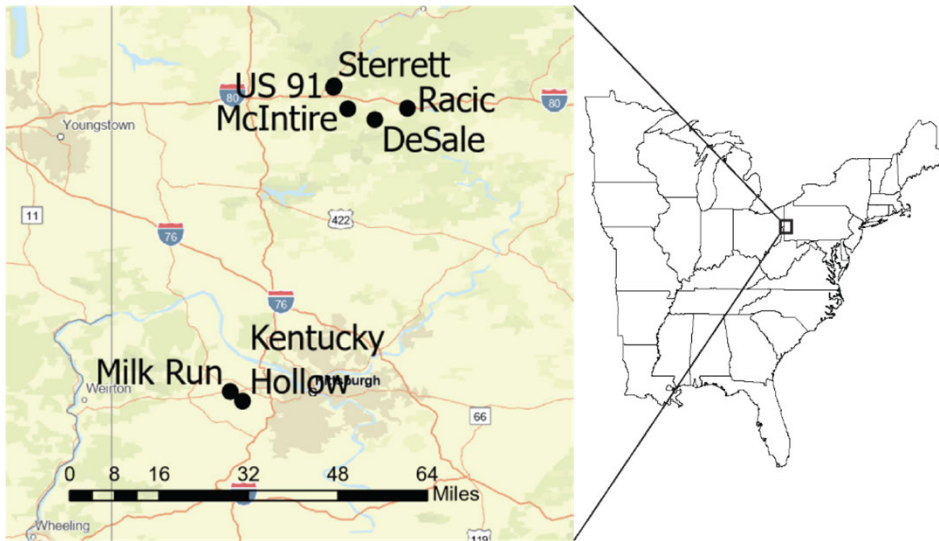 Sterrett
US 91
80
Racic
80
McIntire
DeSale
Youngstown
11
422
76
76
Kentucky
Milk Run
Hollow
Pittsburgh
Weirton
66
0 8 16 32 48 64
Miles
Wheeling
119